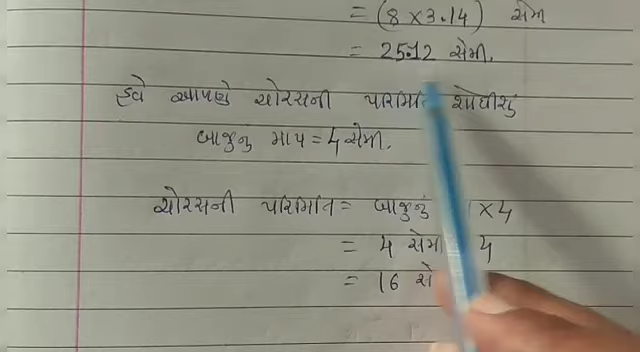 = (8 × 3.14) સેમી
= 25.12 સેમી.
હવે આપણે ચોરસની પરિમિતિ શોધીશું
બાજુનુ માપ = 4 સેમી.
ચોરસની પરિમિતિ = બાજુનું × 4
= 4 સેમી 4
= 16